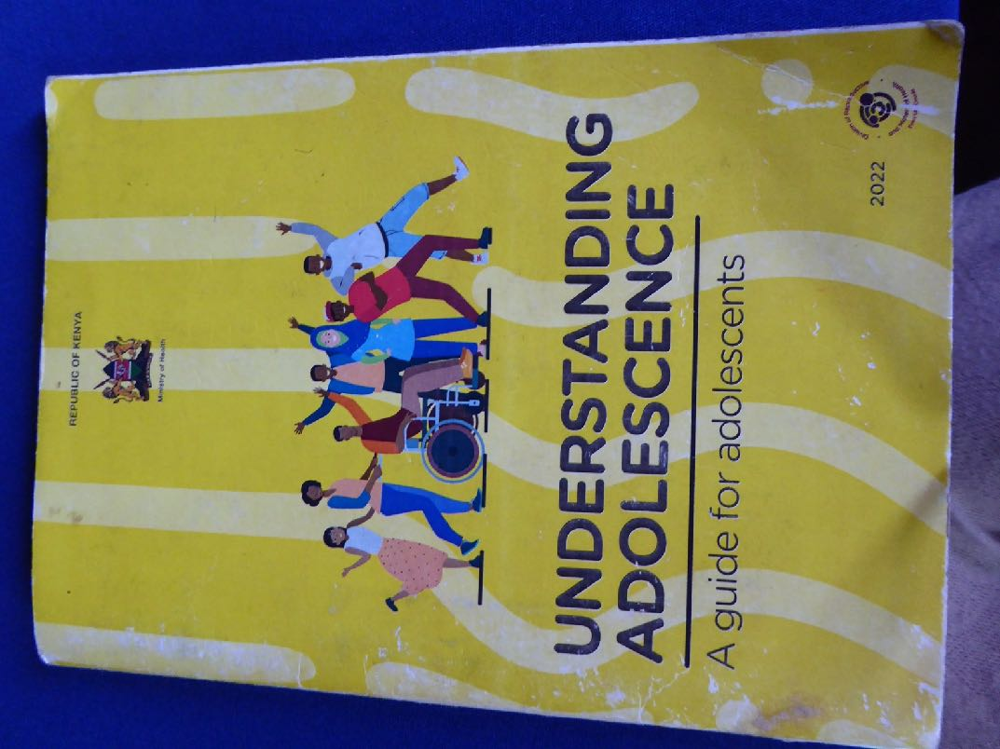 REPUBLIC OF KENYA
Ministry of Health
UNDERSTANDING
ADOLESCENCE
A guide for adolescents
2022